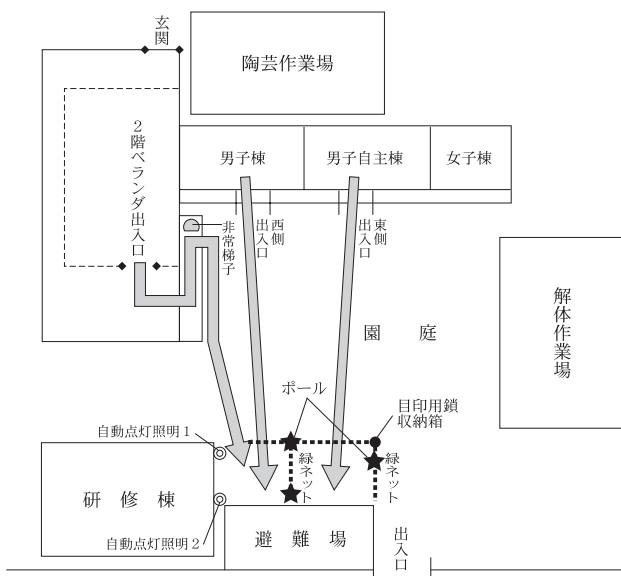 玄関
陶芸作業場
2階ベランダ出入口
男子棟
男子自主棟
女子棟
非常梯子
西側
出入口
東側
出入口
園庭
解体作業場
ポール
目印用鎖
収納箱
自動点灯照明1
緑ネット
緑ネット
研修棟
自動点灯照明2
避難場
出入口